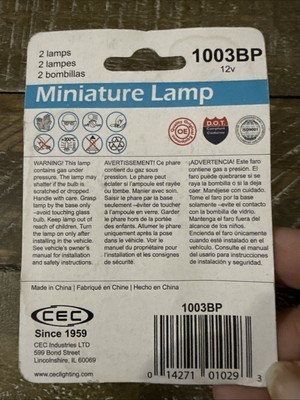 2 lamps
2 lampes
2 bombillas
1003BP
12v
Miniature Lamp
OE
D.O.T.
WARNING! This lamp
contains gas under
pressure. The lamp may
shatter if the bulb is
scratched or dropped.
Handle with care. Grasp
lamp by the base only
–avoid touching glass
bulb. Keep lamp out of
reach of children. Turn
the lamp on only after
installing in the vehicle.
See vehicle's owner's
manual for installation
and safety instructions.
AVERTISSEMENT! Ce phare
contient du gaz sous
pression. Le phare peut
éclater si l'ampoule est rayée
ou tombe. Manier avec soin.
Saisir la phare par la base
seulement –éviter de toucher
l'ampoule en verre. Garder
la phare hors de la portée
des enfants. Allumer le phare
uniquement après la pose
dans le véhicule. Voir le
manuel du propriétaire pour
l'installation et les consignes
de sécurité.
¡ADVERTENCIA! Este faro
contiene gas a presión. El
faro puede quebrarse si se
raya la bombilla o si la deja
caer. Manéjese con cuidado.
Tome el faro por la base
solamente –evite el contacto
con la bombilla de vidrio.
Mantenga el faro fuera del
alcance de los niños.
Encienda el faro únicamente
cuando esté instalado en el
vehículo. Consulte el manual
del usario para instrucciones
de instalación y seguridad.
Made in China | Fabriqué en Chine | Hecho en China
CEC
Since 1959
CEC Industries LTD
599 Bond Street
Lincolnshire, IL 60069
www.ceclighting.com
1003BP
0 14271 01029 3